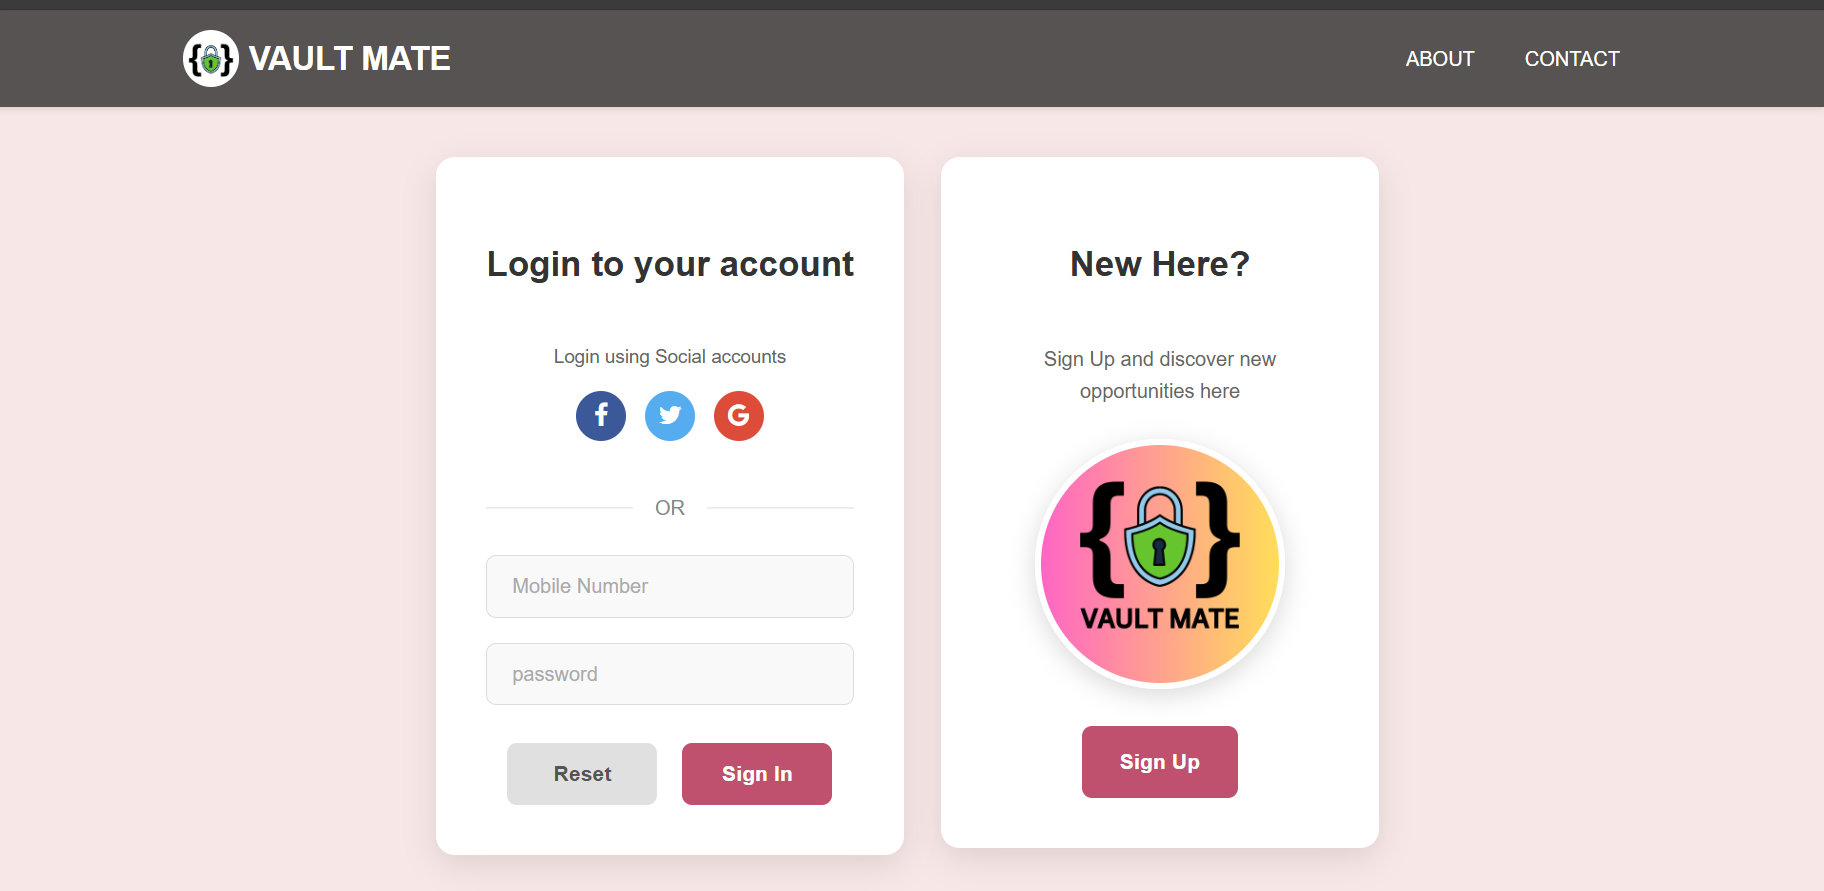 VAULT MATE
ABOUT
CONTACT
Login to your account
Login using Social accounts
OR
Mobile Number
password
Reset
Sign In
New Here?
Sign Up and discover new
opportunities here
VAULT MATE
Sign Up